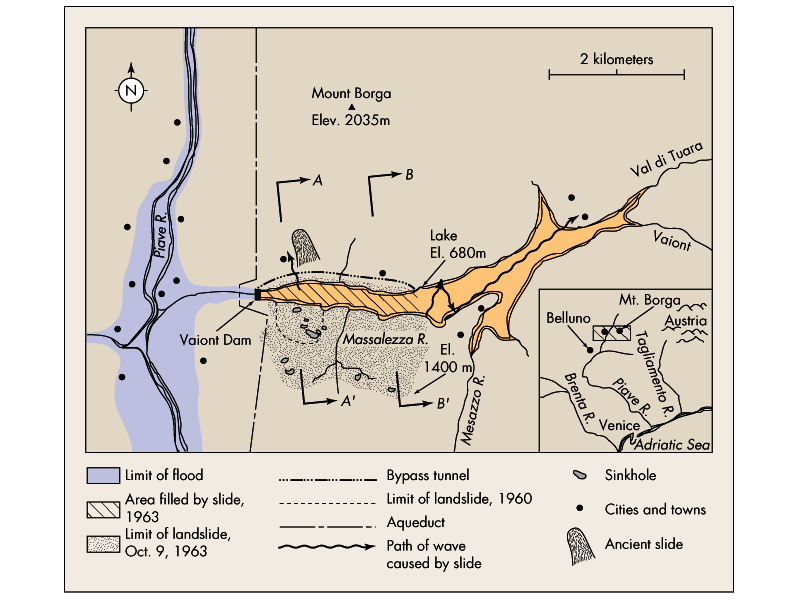 2 kilometers
N
Mount Borga
Elev. 2035m
Val di Tuara
A
B
Piave R.
Lake
El. 680m
Vaiont
Vaiont Dam
Massalezza R.
El.
1400 m
A'
B'
Mesazzo R.
Mt. Borga
Belluno
Austria
Tagliamento R.
Brenta R.
Piave R.
Venice
Adriatic Sea
Limit of flood
Area filled by slide,
1963
Limit of landslide,
Oct. 9, 1963
Bypass tunnel
Limit of landslide, 1960
Aqueduct
Path of wave
caused by slide
Sinkhole
Cities and towns
Ancient slide